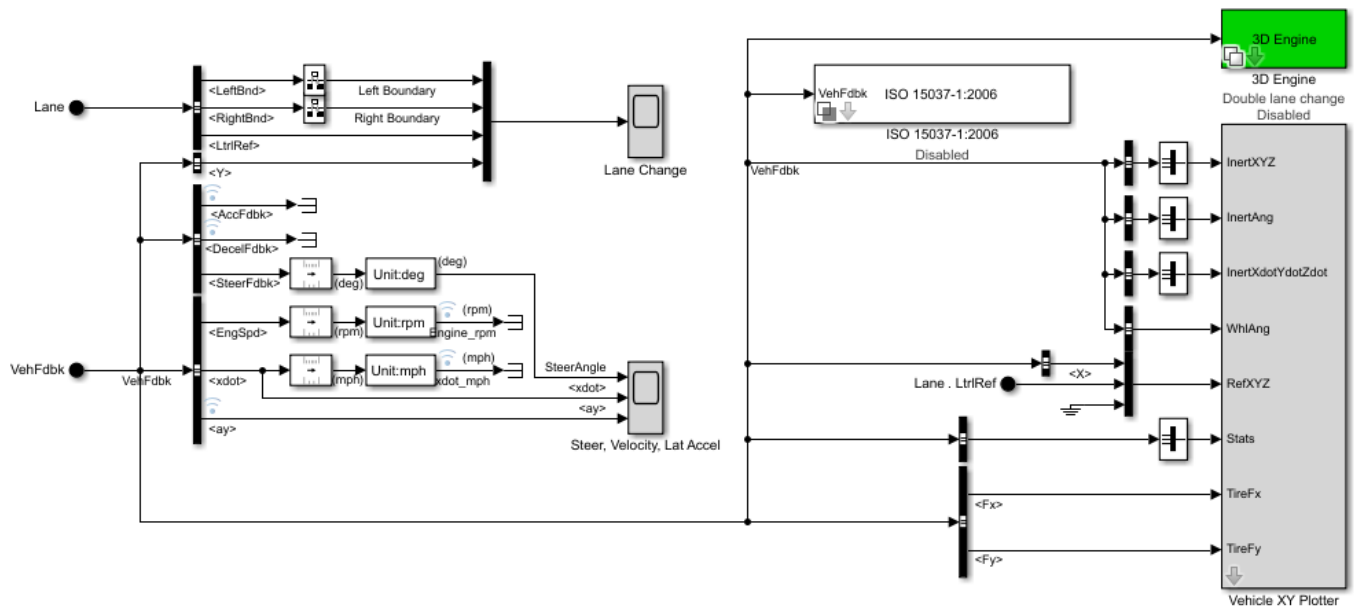 Lane
<LeftBnd>
Left Boundary
<RightBnd>
Right Boundary
<LtrlRef>
<Y>
Lane Change
<AccFdbk>
<DecelFdbk>
<SteerFdbk>
(deg)
Unit:deg
(deg)
<EngSpd>
(rpm)
Unit:rpm
(rpm)
Engine_rpm
VehFdbk
VehFdbk
<xdot>
(mph)
Unit:mph
(mph)
xdot_mph
<ay>
SteerAngle
<xdot>
<ay>
Steer, Velocity, Lat Accel
3D Engine
3D Engine
Double lane change
Disabled
VehFdbk
ISO 15037-1:2006
ISO 15037-1:2006
Disabled
VehFdbk
InertXYZ
InertAng
InertXdotYdotZdot
WhlAng
<X>
Lane . LtrlRef
RefXYZ
Stats
<Fx>
TireFx
<Fy>
TireFy
Vehicle XY Plotter